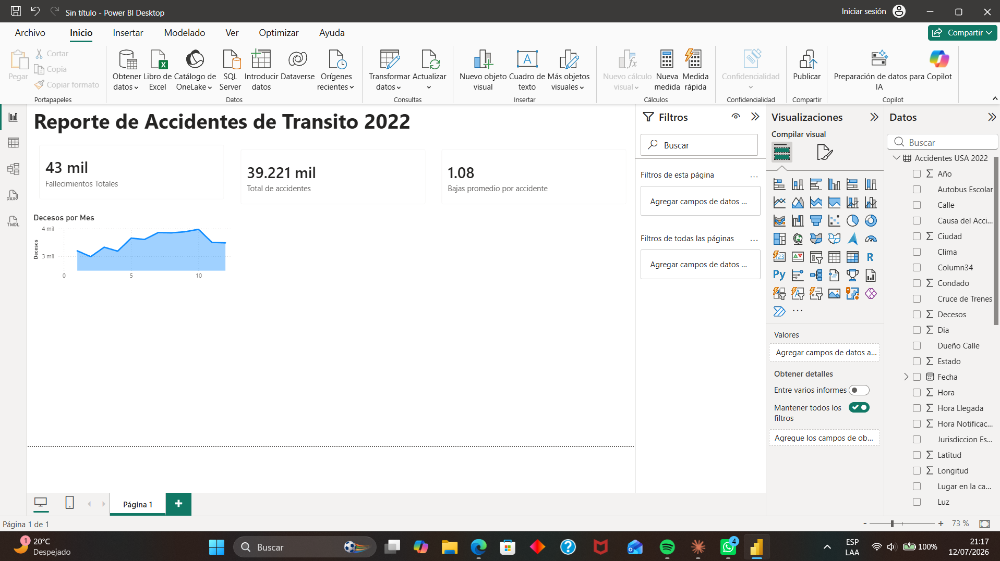 Sin título - Power BI Desktop
Iniciar sesión
Archivo
Inicio
Insertar
Modelado
Ver
Optimizar
Ayuda
Compartir
Pegar
Cortar
Copia
Copiar formato
Portapapeles
Obtener datos
Libro de Excel
Catálogo de OneLake
SQL Server
Introducir datos
Dataverse
Orígenes recientes
Datos
Transformar datos
Actualizar
Consultas
Nuevo objeto visual
Cuadro de texto
Más objetos visuales
Insertar
Nuevo cálculo visual
Nueva medida
Medida rápida
Cálculos
Confidencialidad
Confidencialidad
Publicar
Compartir
Preparación de datos para IA
Copilot
Copilot
DAX
TMDL
Reporte de Accidentes de Transito 2022
43 mil
Fallecimientos Totales
39.221 mil
Total de accidentes
1.08
Bajas promedio por accidente
Decesos por Mes
Decesos
4 mil
3 mil
0
5
10
Filtros
Buscar
Filtros de esta página
...
Agregar campos de datos ...
Filtros de todas las páginas
...
Agregar campos de datos ...
Visualizaciones
Compilar visual
123
R
Py
...
Valores
Agregar campos de datos a...
Obtener detalles
Entre varios informes
Mantener todos los
filtros
Agregue los campos de ob...
Datos
Buscar
Accidentes USA 2022
Año
Autobus Escolar
Calle
Causa del Acci...
Ciudad
Clima
Column34
Condado
Cruce de Trenes
Decesos
Dia
Dueño Calle
Estado
Fecha
Hora
Hora Llegada
Hora Notificac...
Jurisdiccion Es...
Latitud
Longitud
Lugar en la ca...
Luz
Página 1
Página 1 de 1
- + 73 %
1
20°C
Despejado
Buscar
4
ESP
LAA
100%
21:17
12/07/2026